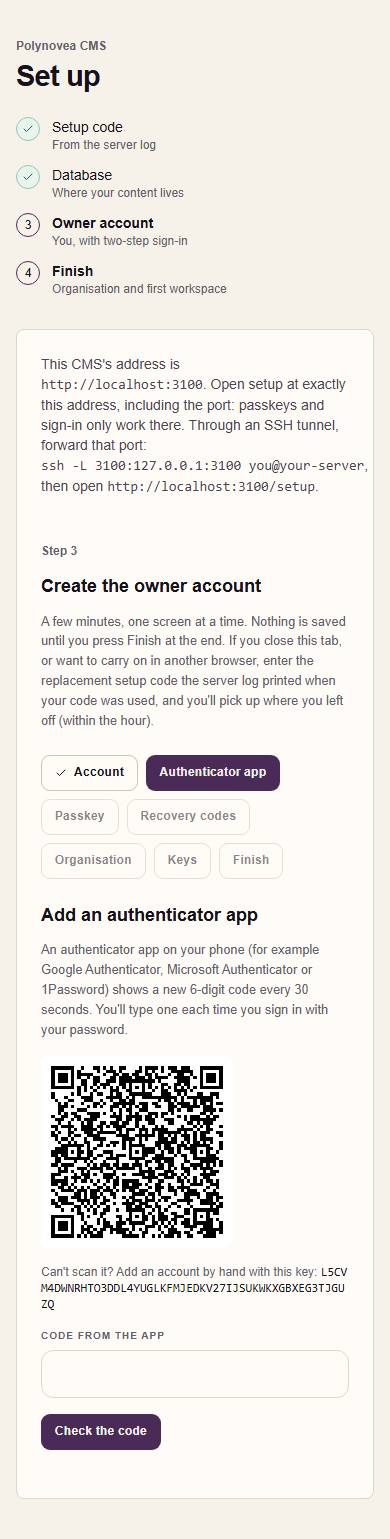 Polynovea CMS
Set up
Setup code
From the server log
Database
Where your content lives
3 Owner account
You, with two-step sign-in
4 Finish
Organisation and first workspace
This CMS's address is
http://localhost:3100. Open setup at exactly
this address, including the port: passkeys and
sign-in only work there. Through an SSH tunnel,
forward that port:
ssh -L 3100:127.0.0.1:3100 you@your-server,
then open http://localhost:3100/setup.
Step 3
Create the owner account
A few minutes, one screen at a time. Nothing is saved
until you press Finish at the end. If you close this tab,
or want to carry on in another browser, enter the
replacement setup code the server log printed when
your code was used, and you'll pick up where you left
off (within the hour).
Account Authenticator app
Passkey Recovery codes
Organisation Keys Finish
Add an authenticator app
An authenticator app on your phone (for example
Google Authenticator, Microsoft Authenticator or
1Password) shows a new 6-digit code every 30
seconds. You'll type one each time you sign in with
your password.
Can't scan it? Add an account by hand with this key: L5CV
M4DWNRHTO3DDL4YUGLKFMJEDKV27IJSUKWKXGBXEG3TJGU
ZQ
CODE FROM THE APP
Check the code